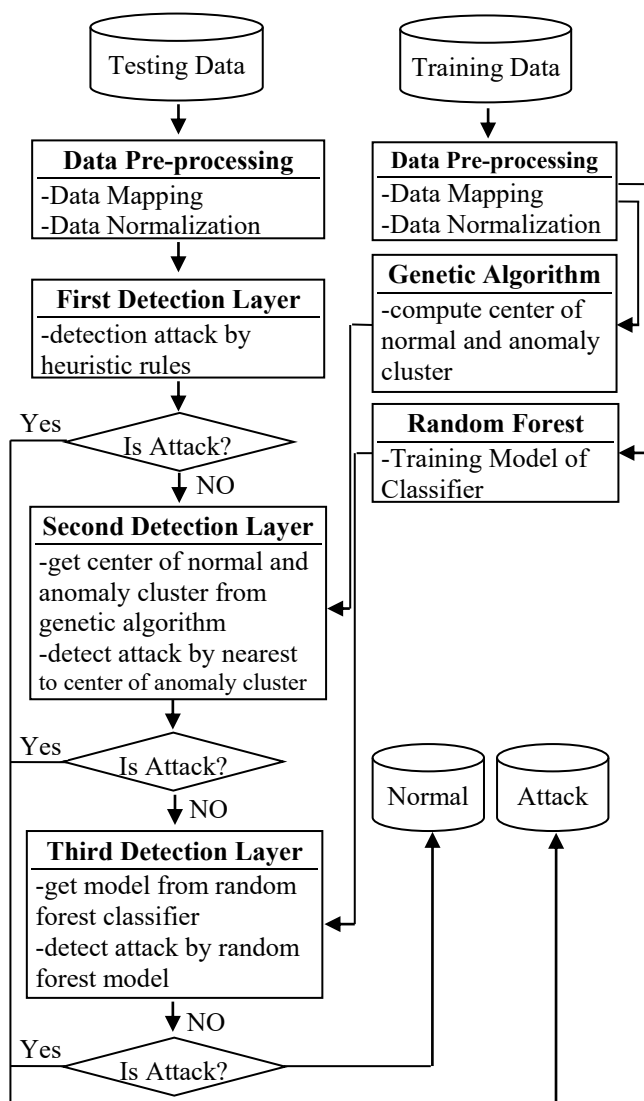 Testing Data
Training Data
Data Pre-processing
-Data Mapping
-Data Normalization
Data Pre-processing
-Data Mapping
-Data Normalization
First Detection Layer
-detection attack by
heuristic rules
Genetic Algorithm
-compute center of
normal and anomaly
cluster
Yes
Is Attack?
NO
Random Forest
-Training Model of
Classifier
Second Detection Layer
-get center of normal and
anomaly cluster from
genetic algorithm
-detect attack by nearest
to center of anomaly cluster
Yes
Is Attack?
NO
Normal
Attack
Third Detection Layer
-get model from random
forest classifier
-detect attack by random
forest model
NO
Yes
Is Attack?